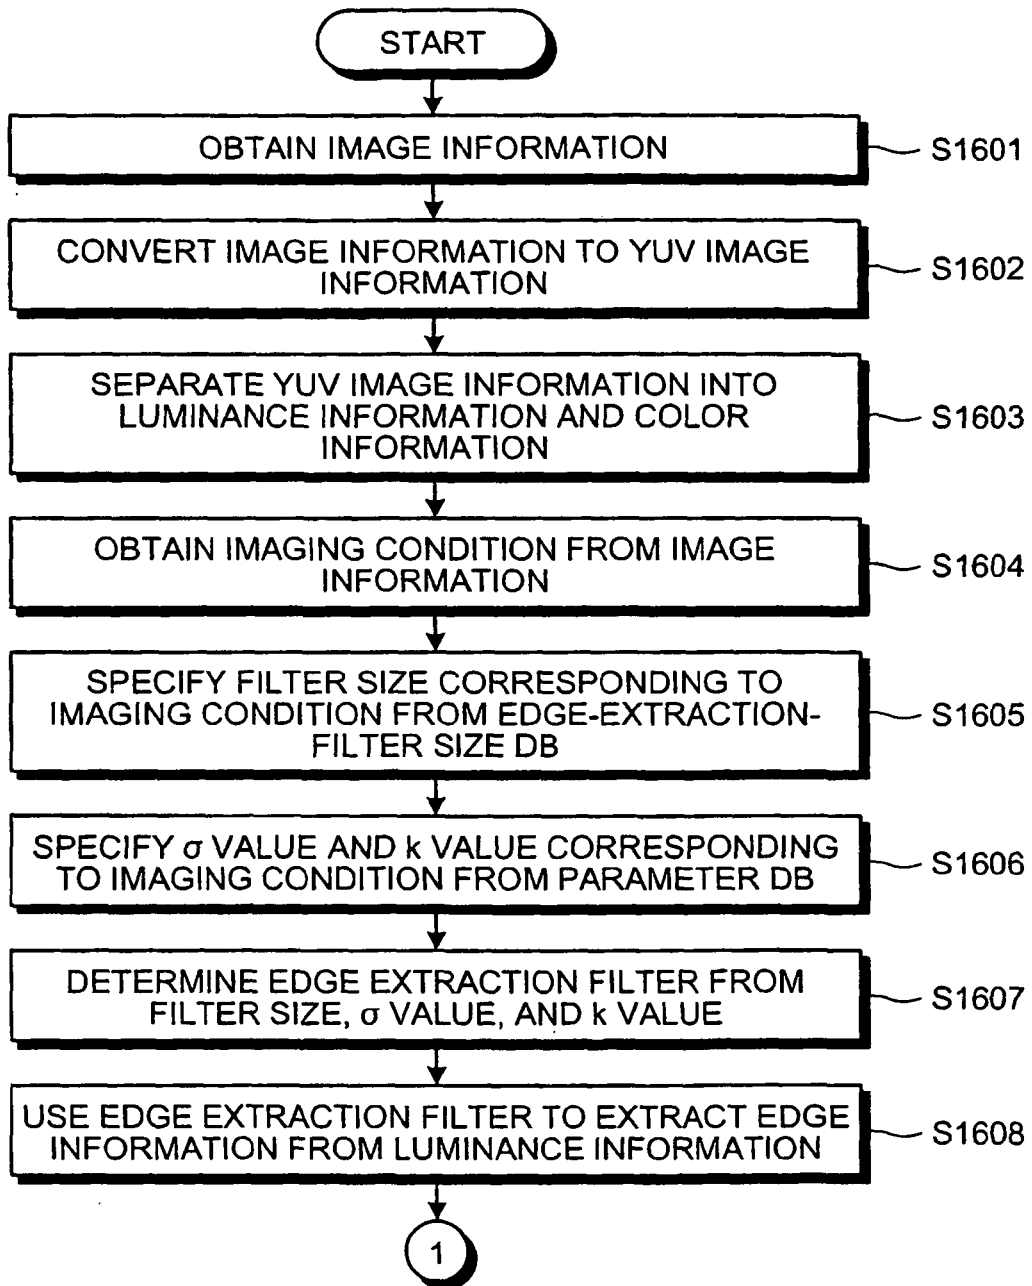 START
OBTAIN IMAGE INFORMATION
S1601
CONVERT IMAGE INFORMATION TO YUV IMAGE
INFORMATION
S1602
SEPARATE YUV IMAGE INFORMATION INTO
LUMINANCE INFORMATION AND COLOR
INFORMATION
S1603
OBTAIN IMAGING CONDITION FROM IMAGE
INFORMATION
S1604
SPECIFY FILTER SIZE CORRESPONDING TO
IMAGING CONDITION FROM EDGE-EXTRACTION-
FILTER SIZE DB
S1605
SPECIFY σ VALUE AND k VALUE CORRESPONDING
TO IMAGING CONDITION FROM PARAMETER DB
S1606
DETERMINE EDGE EXTRACTION FILTER FROM
FILTER SIZE, σ VALUE, AND k VALUE
S1607
USE EDGE EXTRACTION FILTER TO EXTRACT EDGE
INFORMATION FROM LUMINANCE INFORMATION
S1608
1